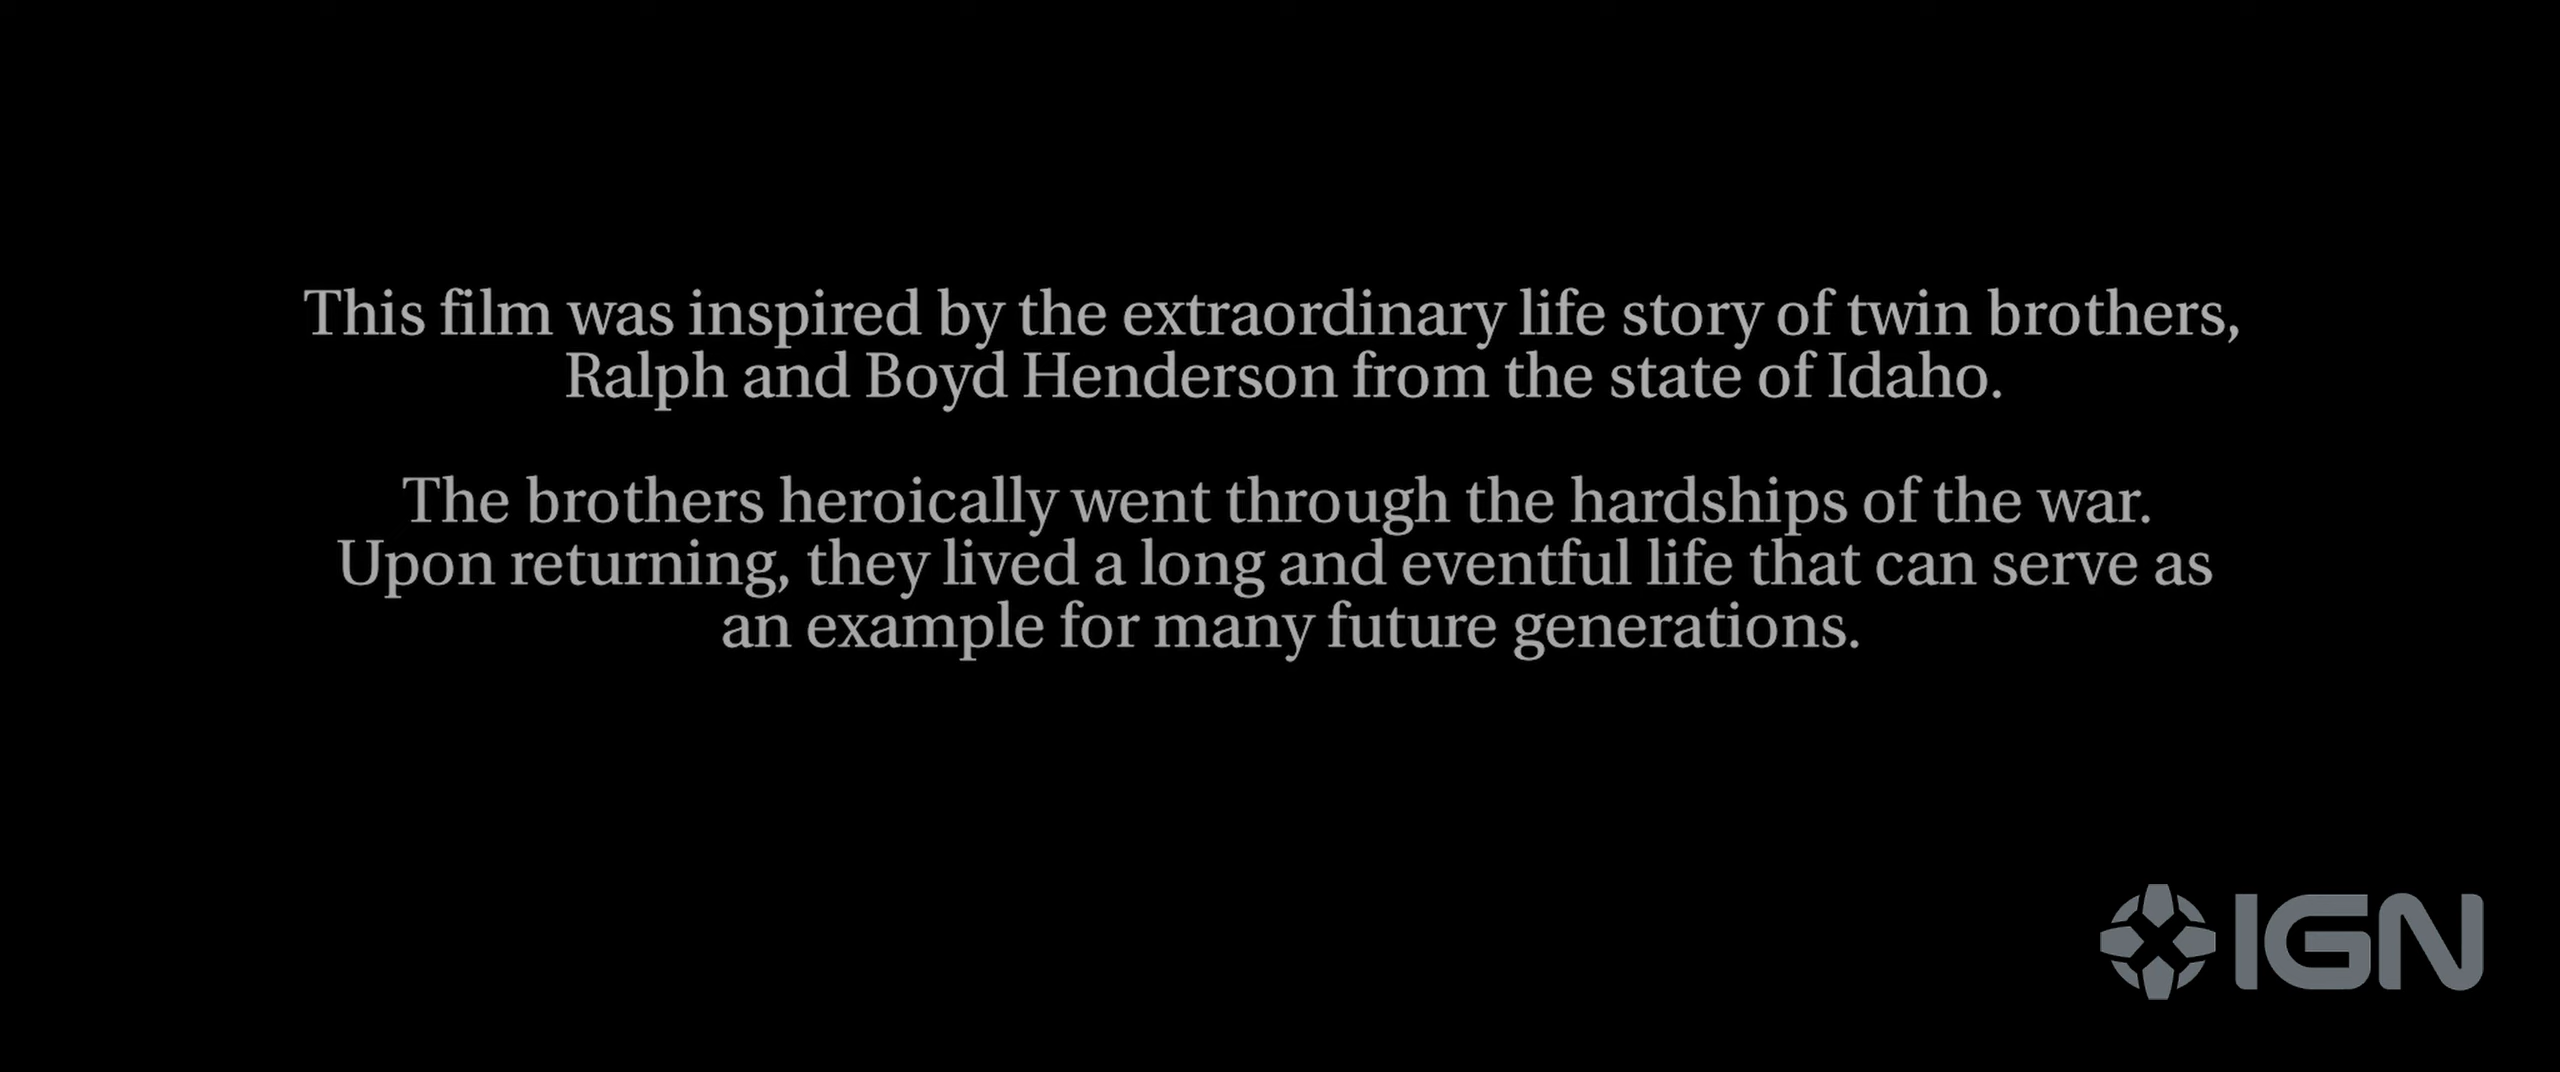 This film was inspired by the extraordinary life story of twin brothers,
Ralph and Boyd Henderson from the state of Idaho.
The brothers heroically went through the hardships of the war.
Upon returning, they lived a long and eventful life that can serve as
an example for many future generations.
IGN